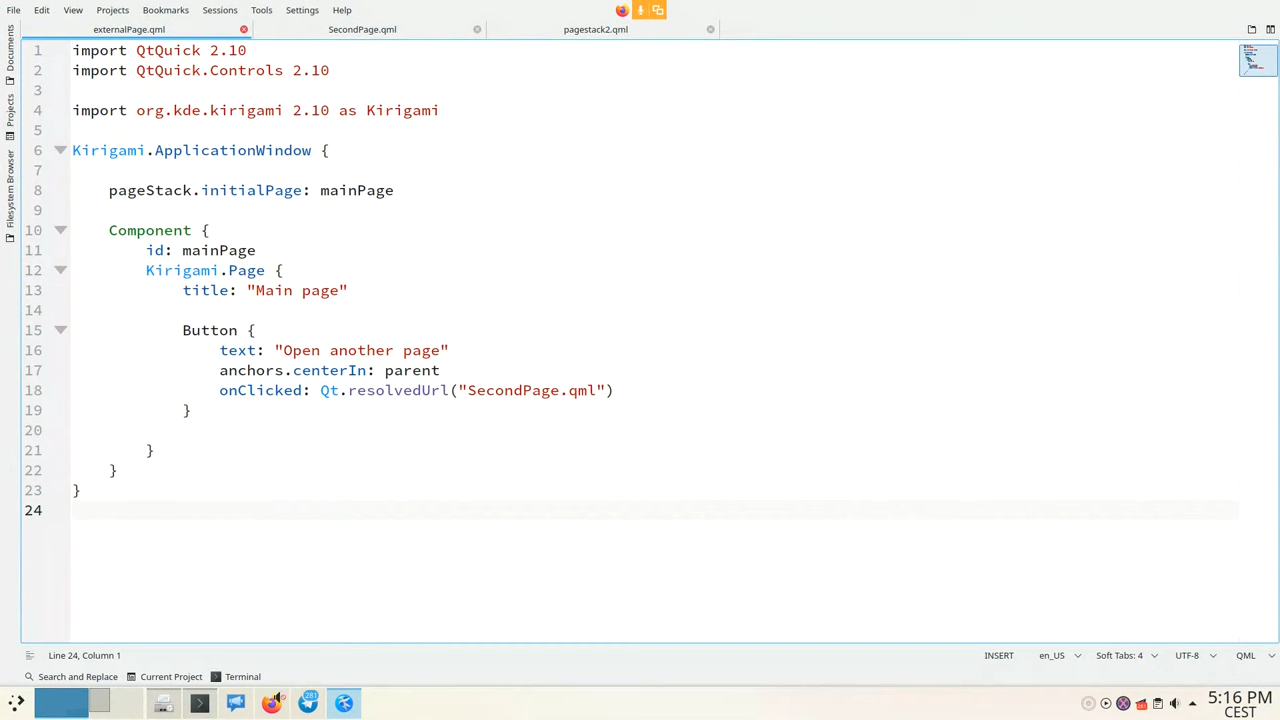 File Edit View Projects Bookmarks Sessions Tools Settings Help
externalPage.qml SecondPage.qml pagestack2.qml
Documents
Projects
Filesystem Browser
1 import QtQuick 2.10
2 import QtQuick.Controls 2.10
3
4 import org.kde.kirigami 2.10 as Kirigami
5
6 Kirigami.ApplicationWindow {
7
8 pageStack.initialPage: mainPage
9
10 Component {
11 id: mainPage
12 Kirigami.Page {
13 title: "Main page"
14
15 Button {
16 text: "Open another page"
17 anchors.centerIn: parent
18 onClicked: Qt.resolvedUrl("SecondPage.qml")
19 }
20
21 }
22 }
23 }
24
Line 24, Column 1 INSERT en_US Soft Tabs: 4 UTF-8 QML
Search and Replace Current Project Terminal
281
5:16 PM
CEST